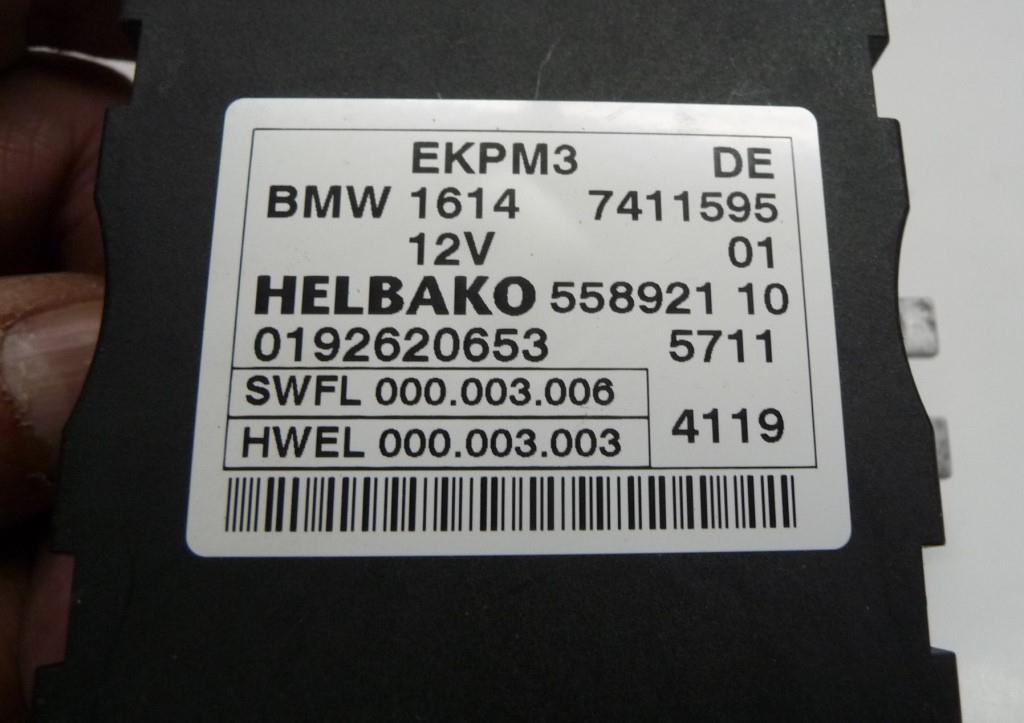 EKPM3 DE
BMW 1614 7411595
12V 01
HELBAKO 558921 10
0192620653 5711
SWFL 000.003.006
HWEL 000.003.003 4119